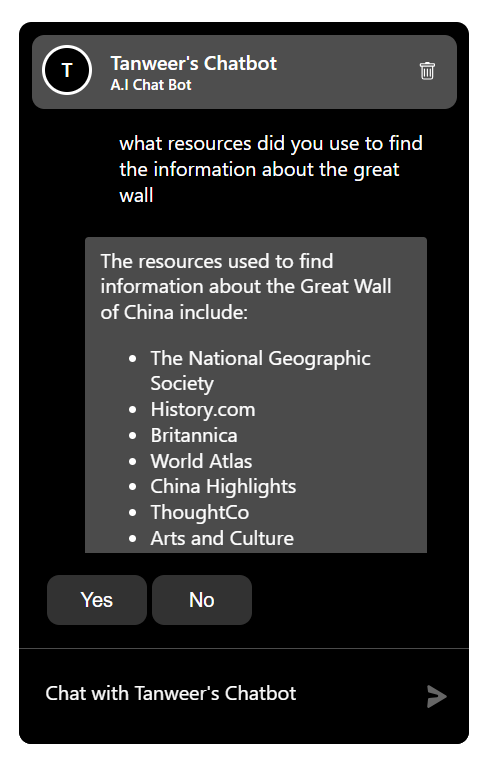 T
Tanweer's Chatbot
A.I Chat Bot
what resources did you use to find
the information about the great
wall
The resources used to find
information about the Great Wall
of China include:
• The National Geographic
Society
• History.com
• Britannica
• World Atlas
• China Highlights
• ThoughtCo
• Arts and Culture
Yes
No
Chat with Tanweer's Chatbot